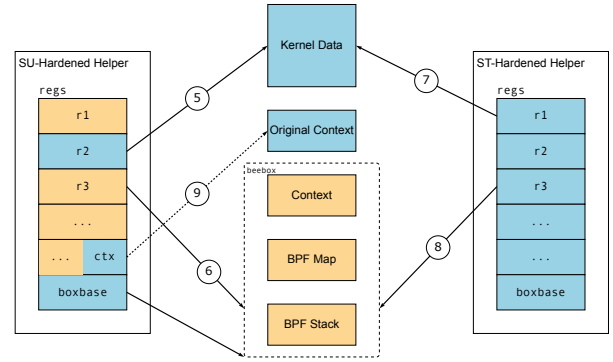 SU-Hardened Helper
regs
r1
r2
r3
...
... ctx
boxbase
5
9
6
Kernel Data
Original Context
beebox
Context
BPF Map
BPF Stack
7
8
ST-Hardened Helper
regs
r1
r2
r3
...
...
boxbase